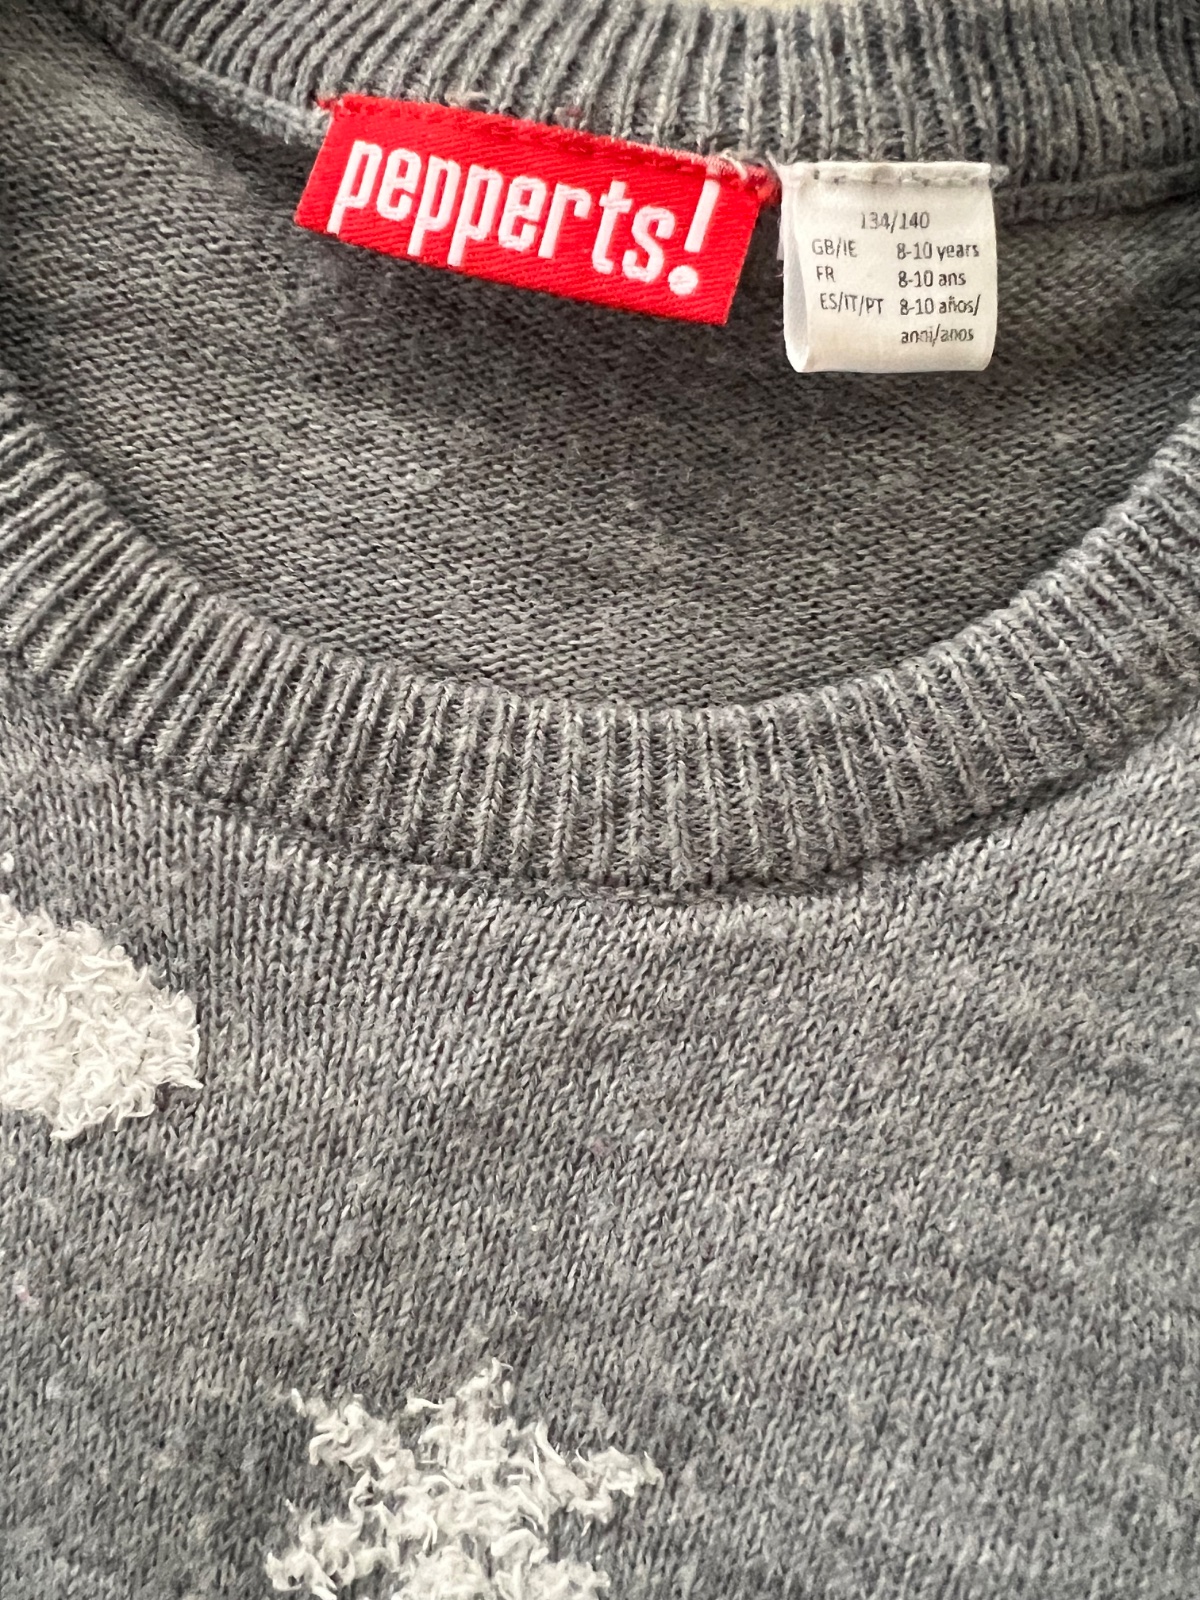 pepperts!
134/140
GB/IE 8-10 years
FR 8-10 ans
ES/IT/PT 8-10 años/
anni/anos